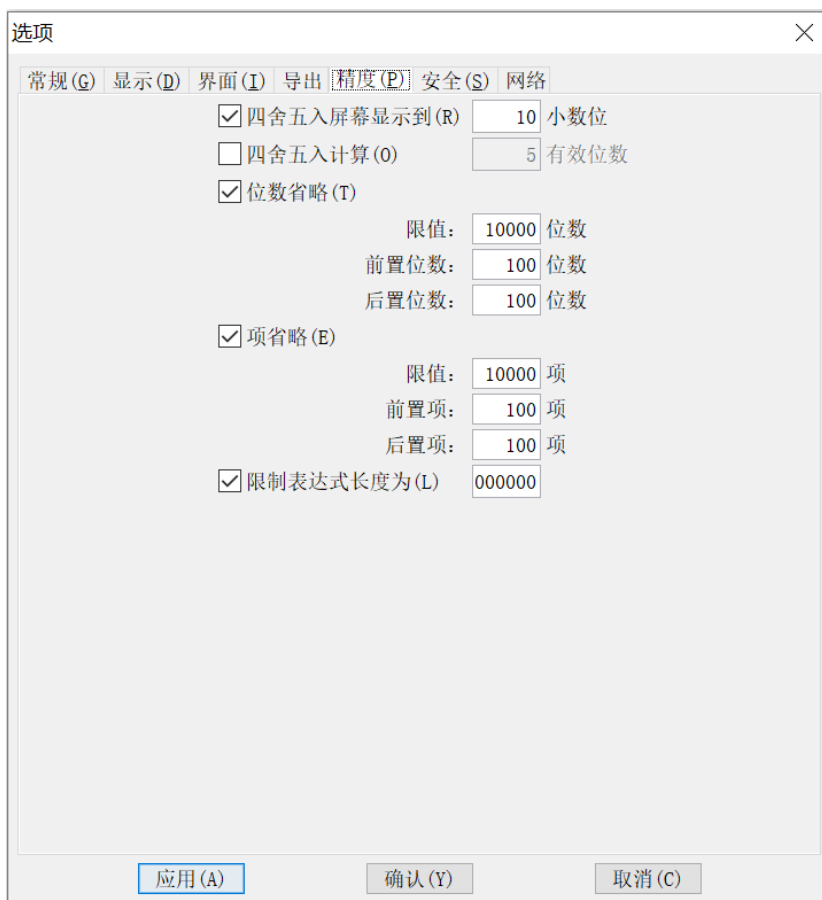 选项
常规(G) 显示(D) 界面(I) 导出 精度(P) 安全(S) 网络
四舍五入屏幕显示到(R) 10 小数位
四舍五入计算(O) 5 有效位数
位数省略(T)
限值: 10000 位数
前置位数: 100 位数
后置位数: 100 位数
项省略(E)
限值: 10000 项
前置项: 100 项
后置项: 100 项
限制表达式长度为(L) 000000
应用(A) 确认(Y) 取消(C)